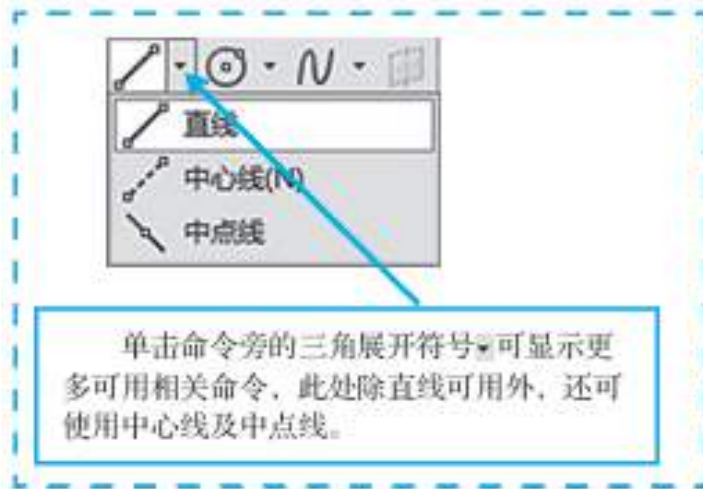 直线
中心线(N)
中点线
单击命令旁的三角展开符号▾可显示更
多可用相关命令，此处除直线可用外，还可
使用中心线及中点线。